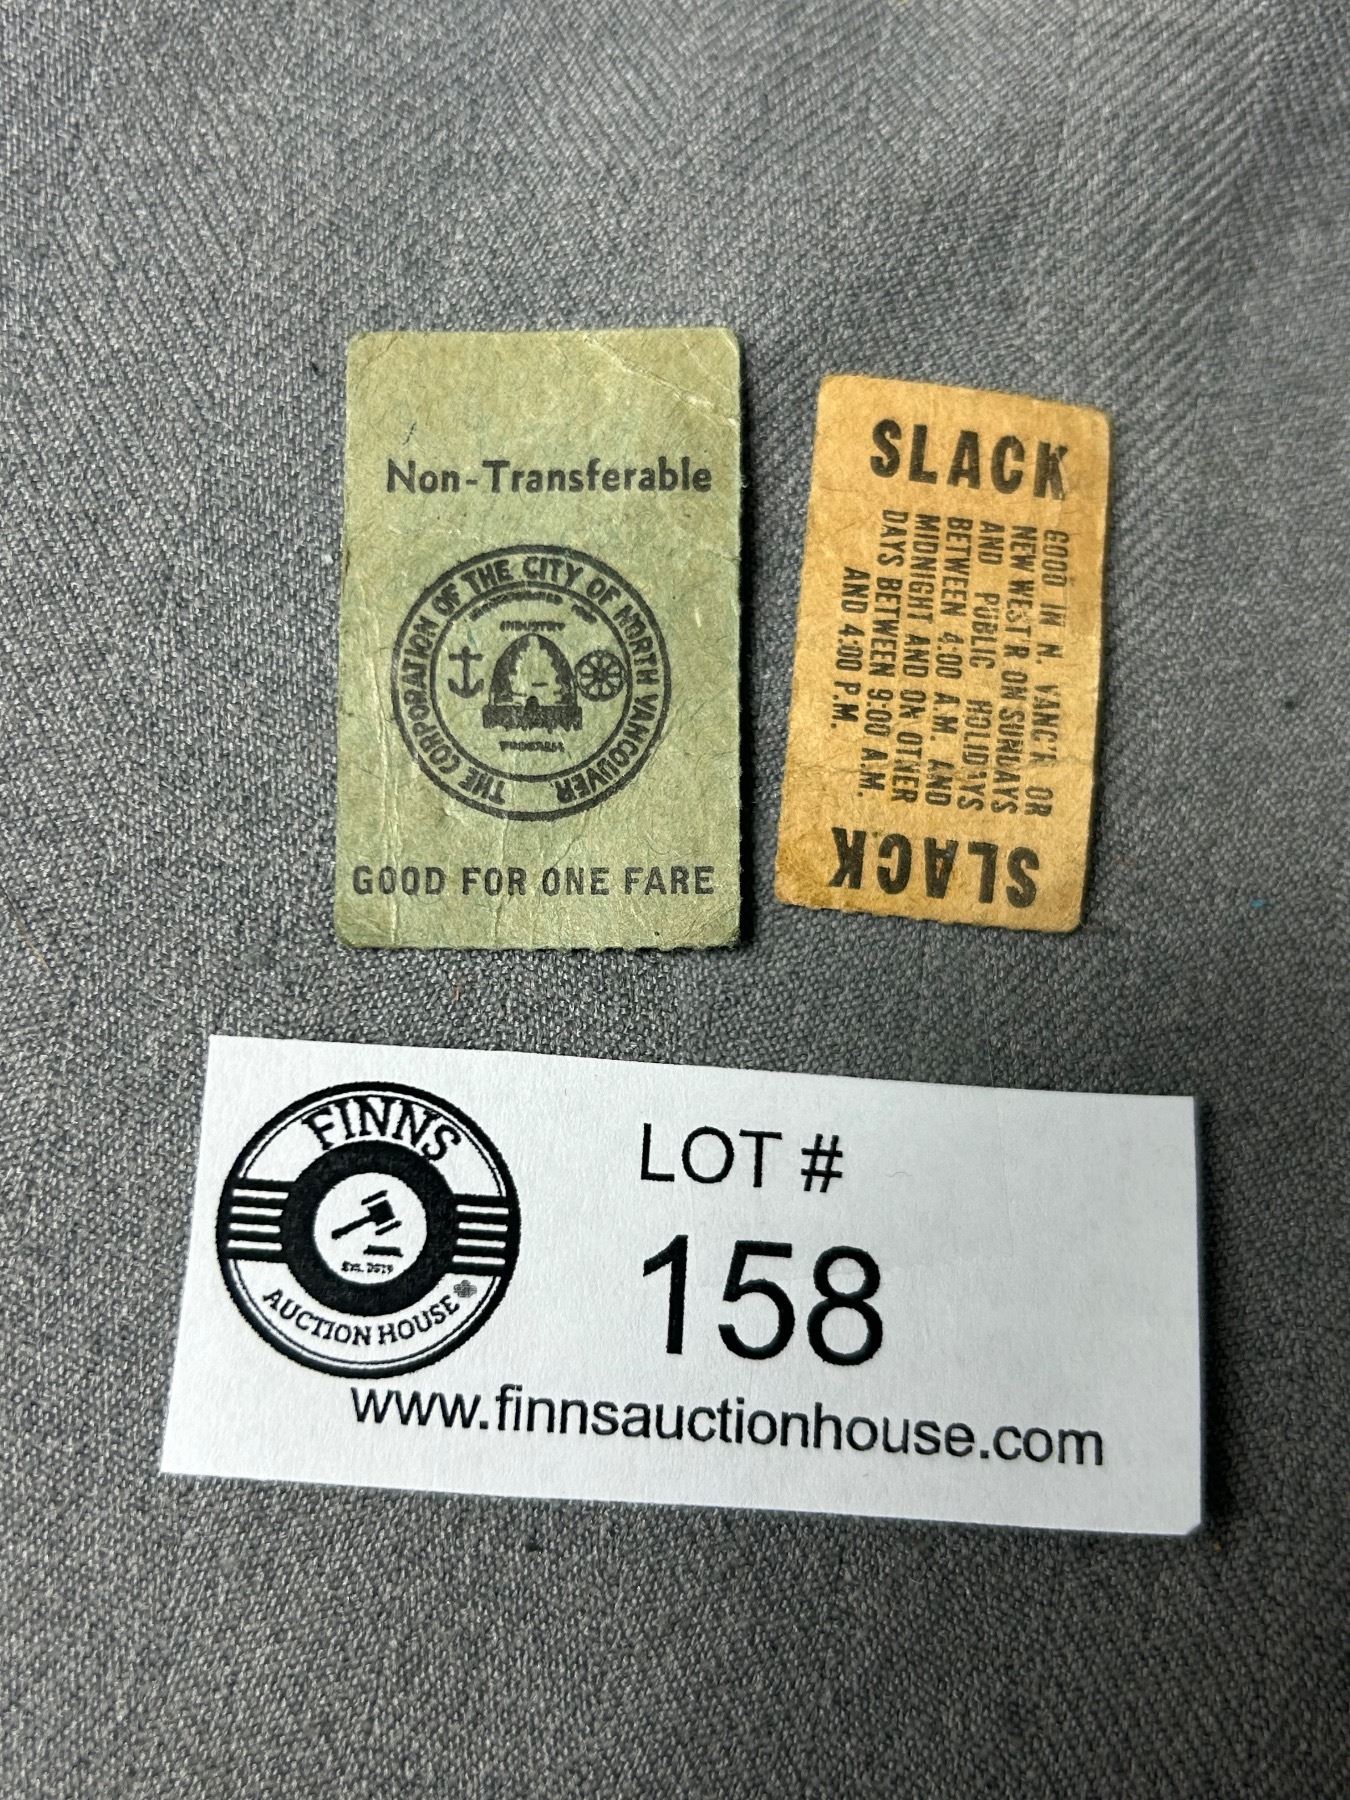 Non-Transferable
THE CORPORATION OF THE CITY OF NORTH VANCOUVER.
INDUSTRY
GOOD FOR ONE FARE
SLACK
GOOD IN N. VANC'R OR
NEW WEST'R ON SUNDAYS
AND PUBLIC HOLIDAYS
BETWEEN 4:00 A.M. AND
MIDNIGHT AND ON OTHER
DAYS BETWEEN 9:00 A.M.
AND 4:00 P.M.
SLACK
FINNS
Est. 2019
AUCTION HOUSE
LOT #
158
www.finnsauctionhouse.com